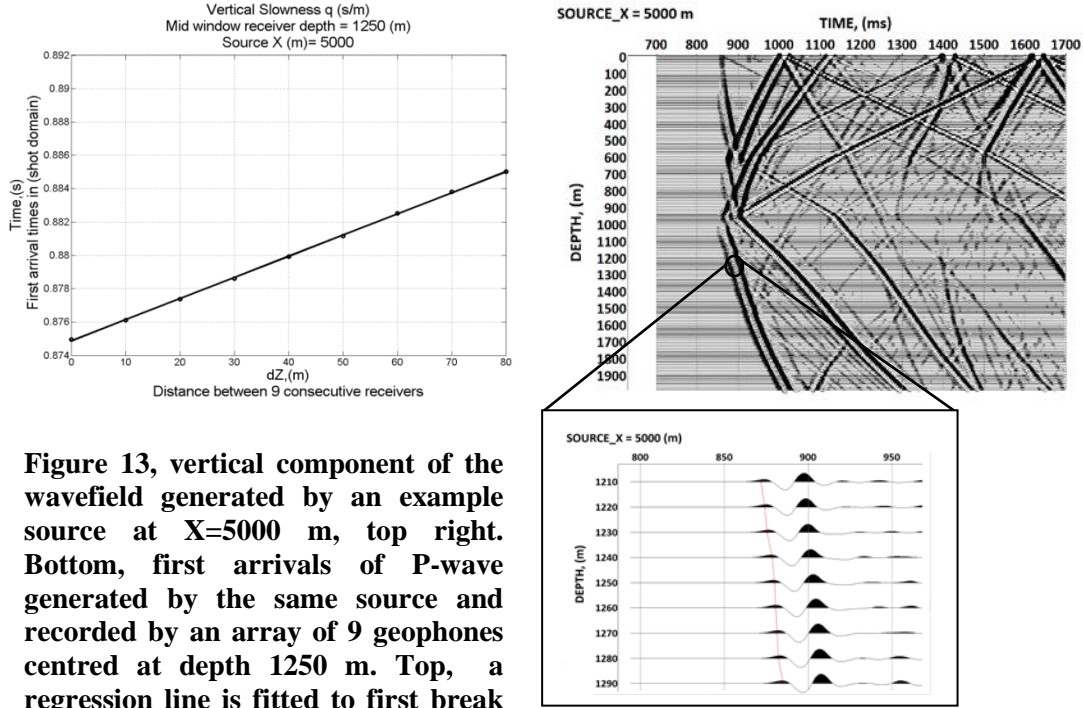 Vertical Slowness q (s/m)
Mid window receiver depth = 1250 (m)
Source X (m)= 5000
0.892
0.89
0.888
0.886
0.884
0.882
0.88
0.878
0.876
0.874
Time,(s)
First arrival times in (shot domain)
0 10 20 30 40 50 60 70 80
dZ,(m)
Distance between 9 consecutive receivers
SOURCE_X = 5000 m
TIME, (ms)
700 800 900 1000 1100 1200 1300 1400 1500 1600 1700
0
100
200
300
400
500
600
700
800
900
1000
1100
1200
1300
1400
1500
1600
1700
1800
1900
DEPTH, (m)
SOURCE_X = 5000 (m)
800 850 900 950
1210
1220
1230
1240
1250
1260
1270
1280
1290
DEPTH, (m)
Figure 13, vertical component of the
wavefield generated by an example
source at X=5000 m, top right.
Bottom, first arrivals of P-wave
generated by the same source and
recorded by an array of 9 geophones
centred at depth 1250 m. Top, a
regression line is fitted to first break